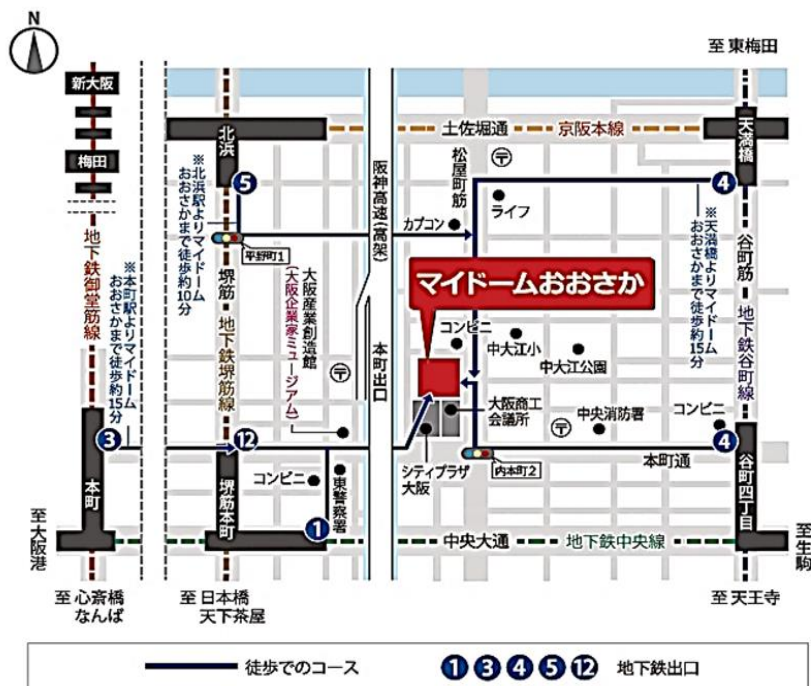 N
至 東梅田
新大阪
梅田
北浜
土佐堀通
京阪本線
天満橋
松屋町筋
〒
阪神高速(高架)
5
4
ライフ
カプコン
※北浜駅よりマイドーム
おおさかまで徒歩約10分
平野町1
※天満橋よりマイドーム
おおさかまで徒歩約15分
谷町筋
地下鉄谷町線
地下鉄御堂筋線
※本町駅よりマイドーム
おおさかまで徒歩約15分
堺筋
地下鉄堺筋線
大阪産業創造館
(大阪企業家ミュージアム)
〒
本町出口
マイドームおおさか
コンビニ
中大江小
中大江公園
大阪商工
会議所
〒
中央消防署
コンビニ
3
12
4
本町
堺筋本町
コンビニ
東警察署
シティプラザ
大阪
内本町2
本町通
谷町四丁目
1
至大阪港
中央大通
地下鉄中央線
至生駒
至 心斎橋
なんば
至 日本橋
天下茶屋
至 天王寺
徒歩でのコース
1 3 4 5 12 地下鉄出口